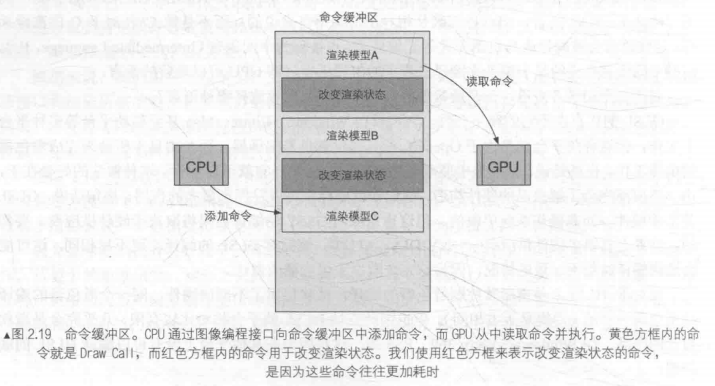 命令缓冲区
渲染模型A
读取命令
改变渲染状态
渲染模型B
CPU
GPU
改变渲染状态
添加命令
渲染模型C
▲图 2.19 命令缓冲区。CPU通过图像编程接口向命令缓冲区中添加命令，而 GPU从中读取命令并执行。黄色方框内的命
令就是 Draw Call，而红色方框内的命令用于改变渲染状态。我们使用红色方框来表示改变渲染状态的命令，
是因为这些命令往往更加耗时